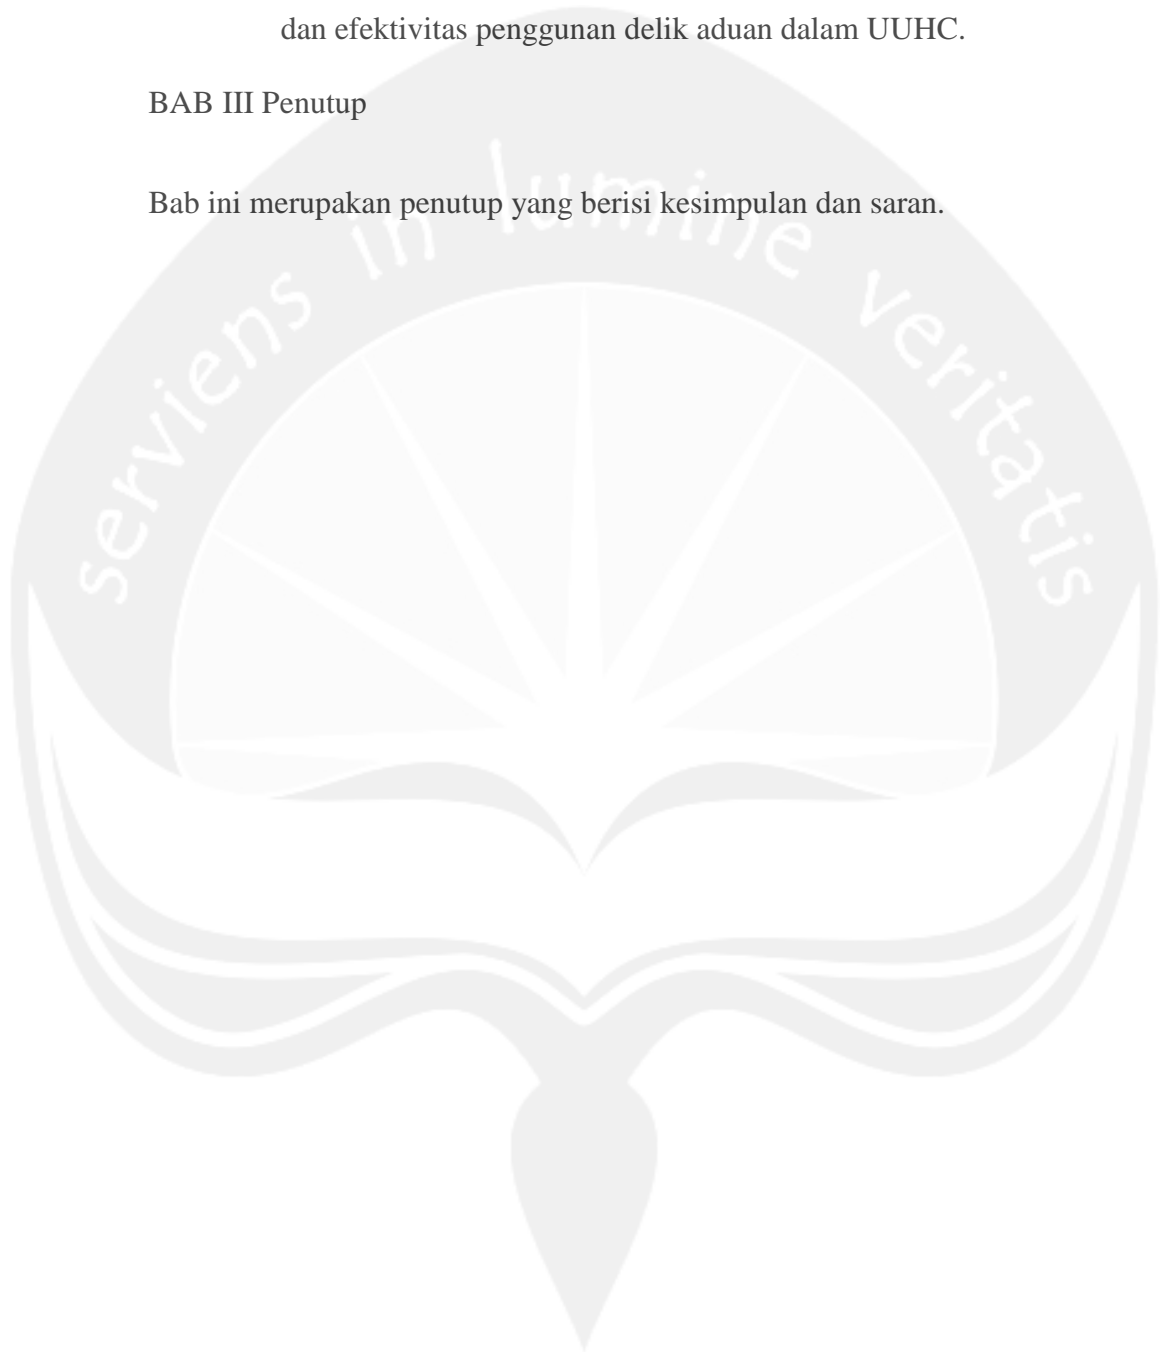 dan efektivitas penggunan delik aduan dalam UUHC.
BAB III Penutup
Bab ini merupakan penutup yang berisi kesimpulan dan saran.
serviens in lumine veritatis